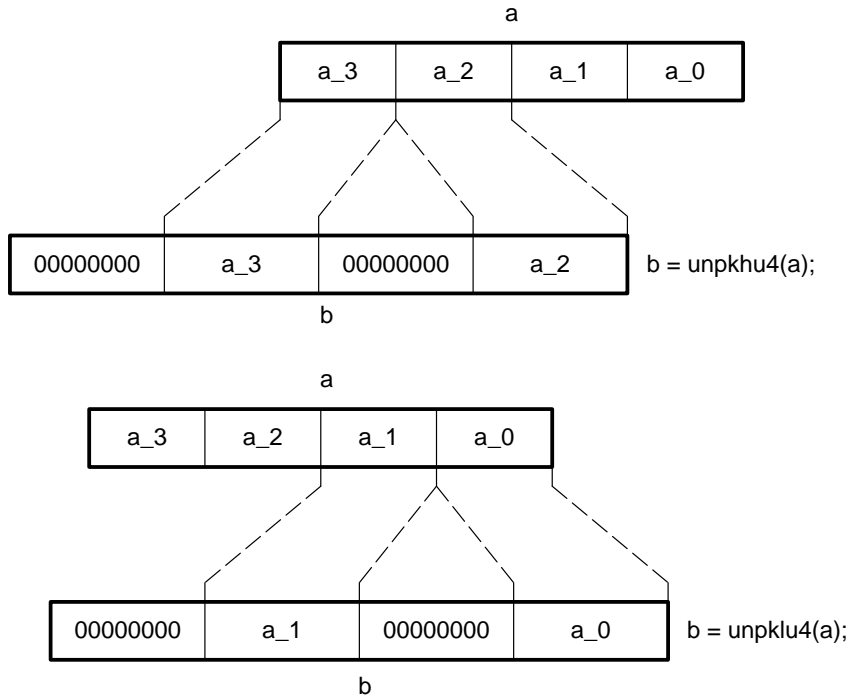 a
a_3 a_2 a_1 a_0
00000000 a_3 00000000 a_2 b = unpkhu4(a);
b
a
a_3 a_2 a_1 a_0
00000000 a_1 00000000 a_0 b = unpklu4(a);
b